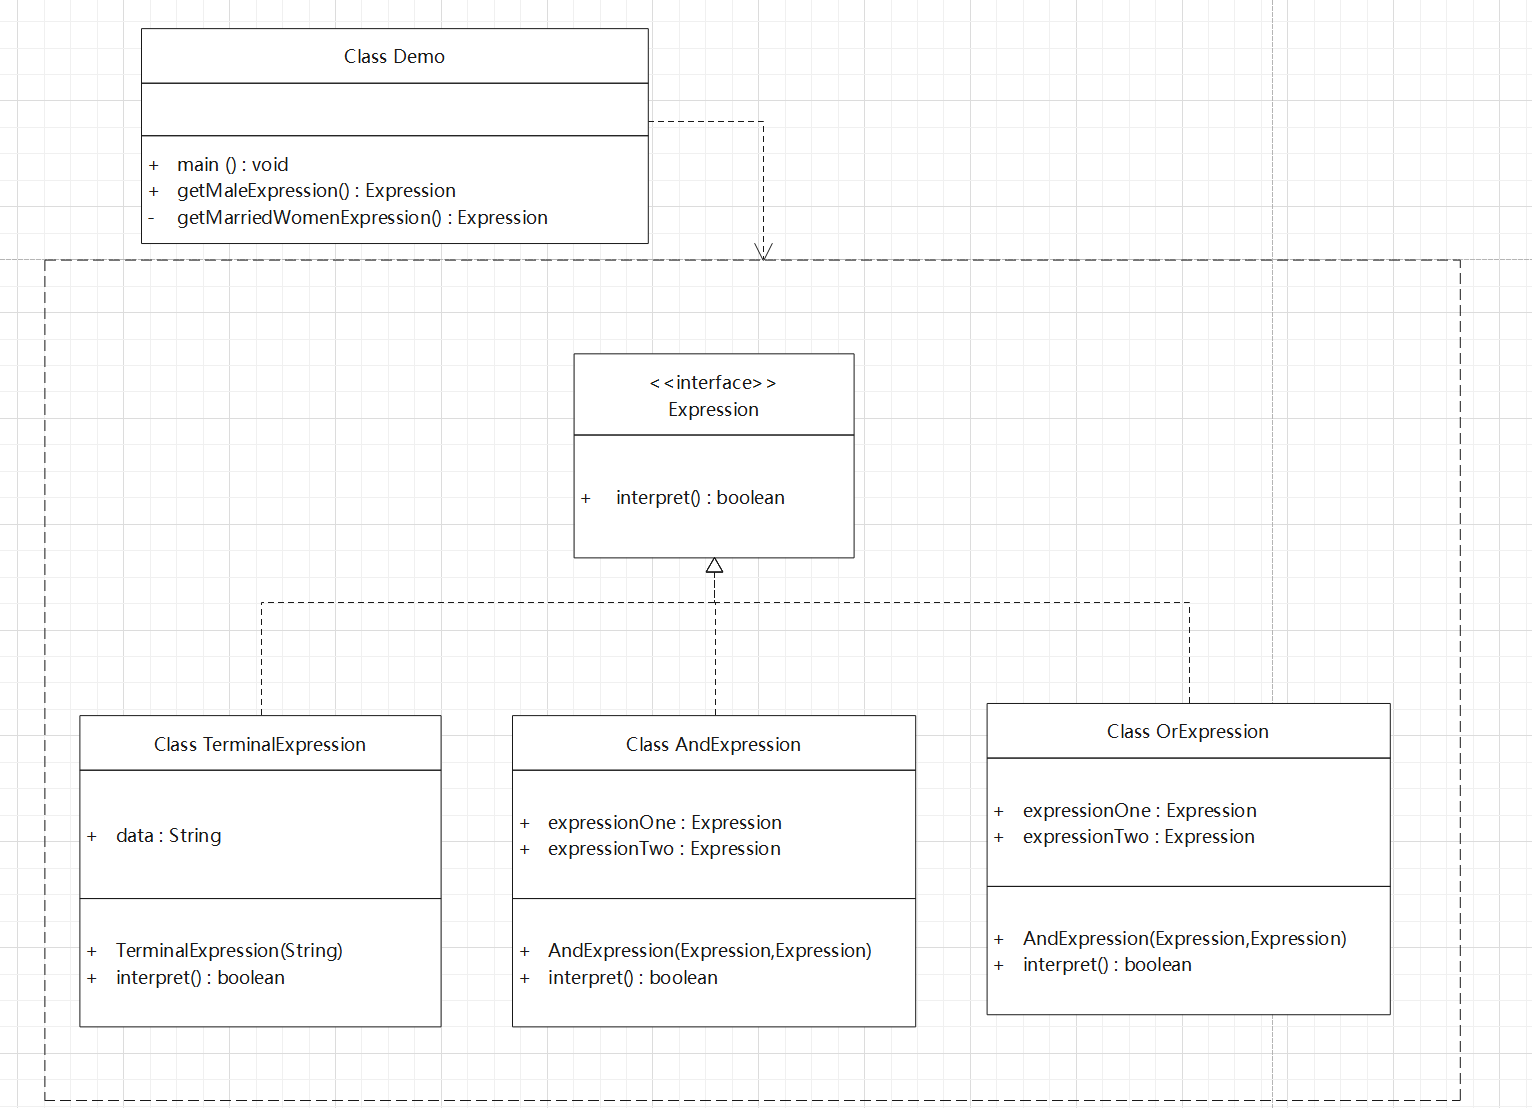 Class Demo
+ main () : void
+ getMaleExpression() : Expression
- getMarriedWomenExpression() : Expression
<<interface>>
Expression
+ interpret() : boolean
Class TerminalExpression
+ data : String
+ TerminalExpression(String)
+ interpret() : boolean
Class AndExpression
+ expressionOne : Expression
+ expressionTwo : Expression
+ AndExpression(Expression,Expression)
+ interpret() : boolean
Class OrExpression
+ expressionOne : Expression
+ expressionTwo : Expression
+ AndExpression(Expression,Expression)
+ interpret() : boolean